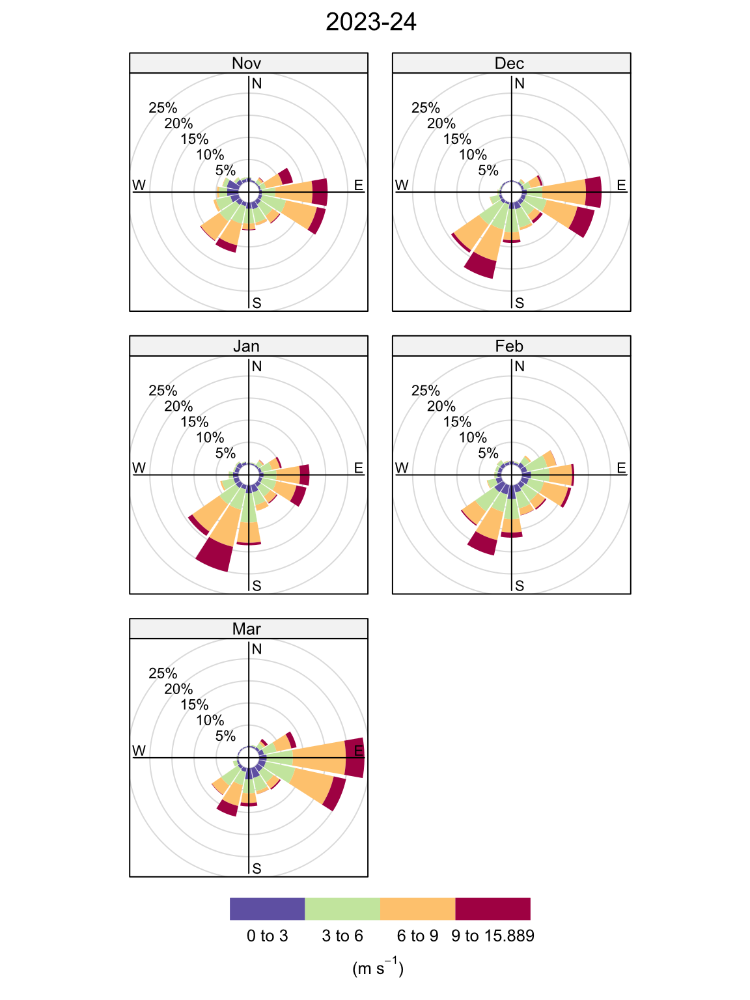 2023-24
Nov
N
25%
20%
15%
10%
5%
W
E
S
Dec
N
25%
20%
15%
10%
5%
W
E
S
Jan
N
25%
20%
15%
10%
5%
W
E
S
Feb
N
25%
20%
15%
10%
5%
W
E
S
Mar
N
25%
20%
15%
10%
5%
W
E
S
0 to 3 3 to 6 6 to 9 9 to 15.889
(m s⁻¹)